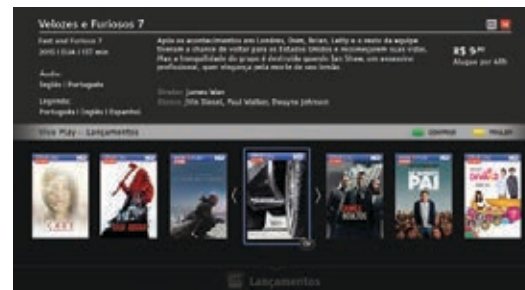 Velozes e Furiosos 7
Fast and Furious 7
2015 | EUA | 137 min
Após os acontecimentos em Londres, Dom, Brian, Letty e o resto da equipe
tiveram a chance de voltar para os Estados Unidos e recomeçarem suas vidas.
Mas a tranquilidade do grupo é destruída quando Ian Shaw, um assassino
profissional, quer vingança pela morte de seu irmão.
R$ 9,90
Alugue por 48h
Áudio:
Inglês | Português
Legenda:
Português | Inglês | Espanhol
Diretor: James Wan
Elenco: Vin Diesel, Paul Walker, Dwayne Johnson
Vivo Play - Lançamentos
COMPRAR
TRAILER
CAKE
PAI
Lançamentos